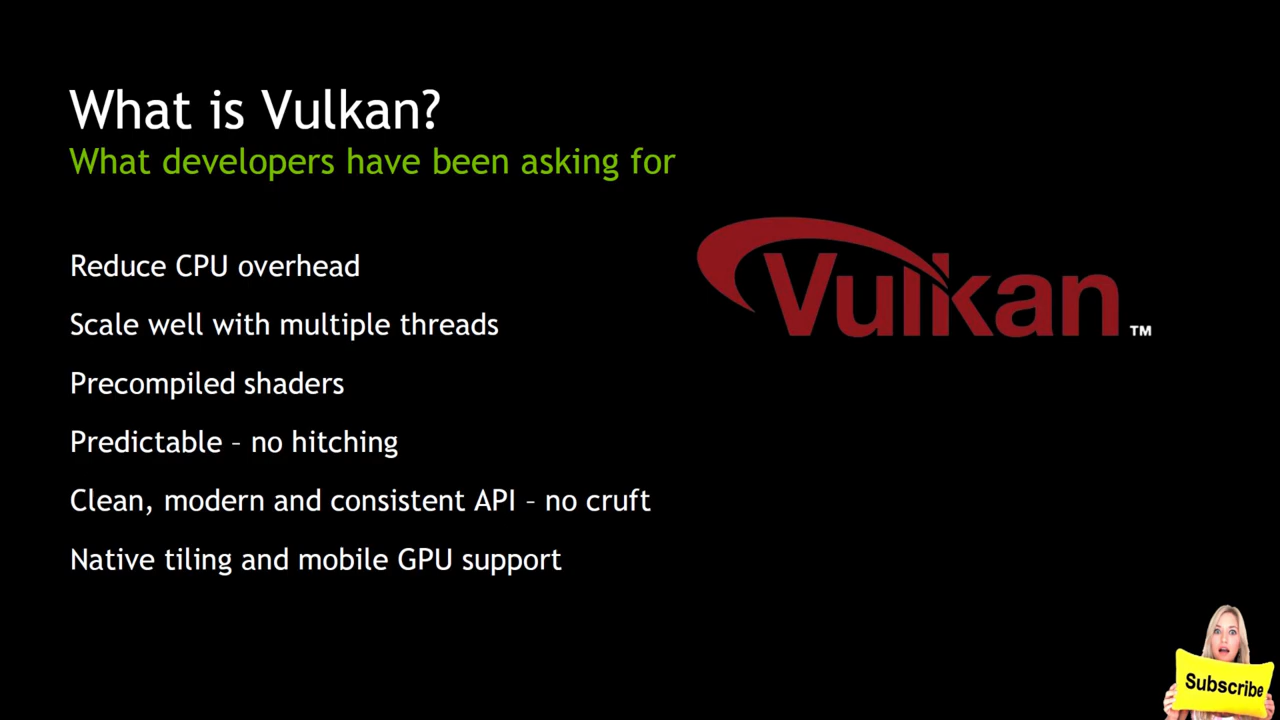 What is Vulkan?
What developers have been asking for
Reduce CPU overhead
Scale well with multiple threads
Precompiled shaders
Predictable – no hitching
Clean, modern and consistent API – no cruft
Native tiling and mobile GPU support
Vulkan™
Subscribe